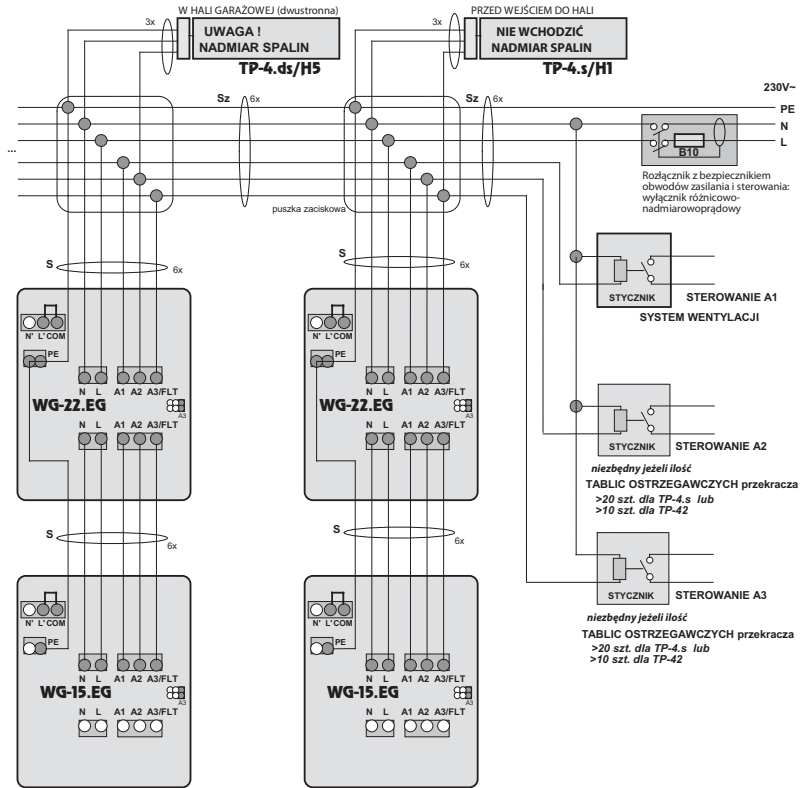 W HALI GARAŻOWEJ (dwustronna)
PRZED WEJŚCIEM DO HALI
3x
UWAGA !
NADMIAR SPALIN
TP-4.ds/H5
3x
NIE WCHODZIĆ
NADMIAR SPALIN
TP-4.s/H1
Sz
6x
Sz
6x
230V~
PE
N
L
...
B10
Rozłącznik z bezpiecznikiem
obwodów zasilania i sterowania:
wyłącznik różnicowo-
nadmiarowoprądowy
puszka zaciskowa
S
6x
S
6x
STYCZNIK
STEROWANIE A1
SYSTEM WENTYLACJI
N' L' COM
PE
N L A1 A2 A3/FLT
WG-22.EG
A3
N L A1 A2 A3/FLT
N' L' COM
PE
N L A1 A2 A3/FLT
WG-22.EG
A3
N L A1 A2 A3/FLT
STYCZNIK
STEROWANIE A2
niezbędny jeżeli ilość
TABLIC OSTRZEGAWCZYCH przekracza
>20 szt. dla TP-4.s lub
>10 szt. dla TP-42
S
6x
S
6x
STYCZNIK
STEROWANIE A3
niezbędny jeżeli ilość
TABLIC OSTRZEGAWCZYCH przekracza
>20 szt. dla TP-4.s lub
>10 szt. dla TP-42
N' L' COM
PE
N L A1 A2 A3/FLT
WG-15.EG
A3
N L A1 A2 A3/FLT
N' L' COM
PE
N L A1 A2 A3/FLT
WG-15.EG
A3
N L A1 A2 A3/FLT